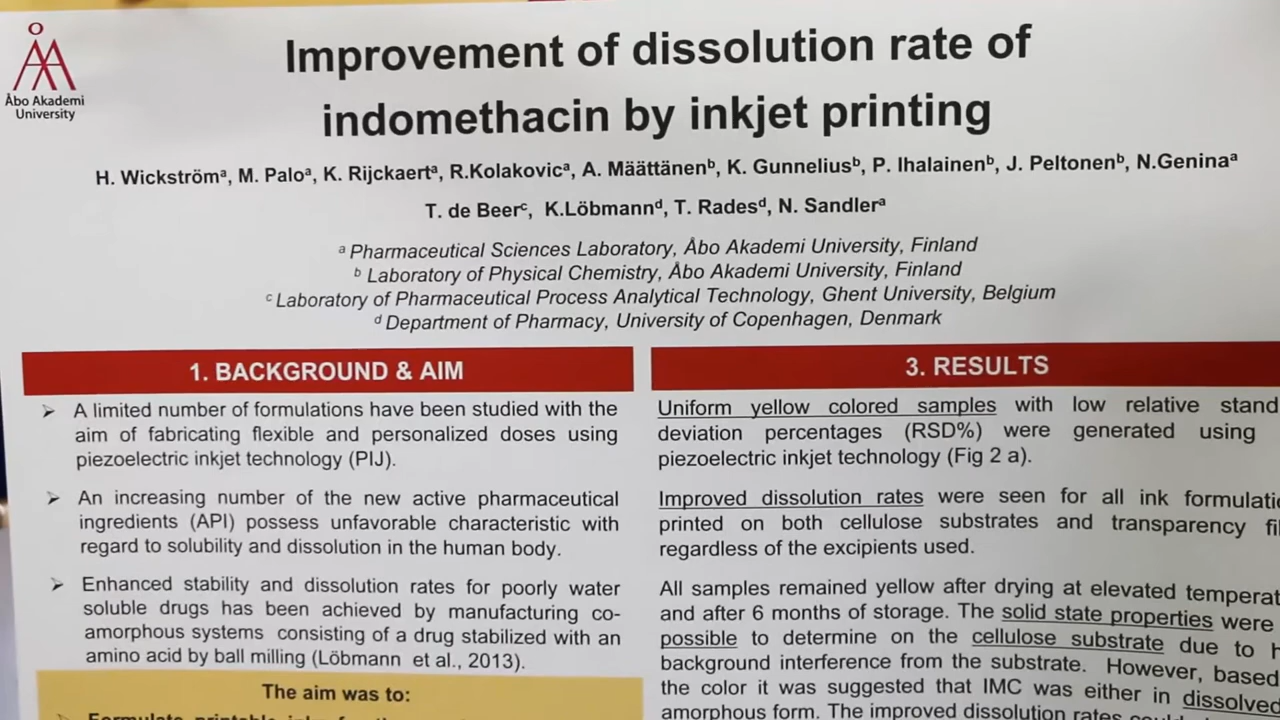 Åbo Akademi
University
Improvement of dissolution rate of
indomethacin by inkjet printing
H. Wickströmᵃ, M. Paloᵃ, K. Rijckaertᵃ, R.Kolakovicᵃ, A. Määttänenᵇ, K. Gunneliusᵇ, P. Ihalainenᵇ, J. Peltonenᵇ, N.Geninaᵃ
T. de Beerᶜ, K.Löbmannᵈ, T. Radesᵈ, N. Sandlerᵃ
ᵃ Pharmaceutical Sciences Laboratory, Åbo Akademi University, Finland
ᵇ Laboratory of Physical Chemistry, Åbo Akademi University, Finland
ᶜ Laboratory of Pharmaceutical Process Analytical Technology, Ghent University, Belgium
ᵈ Department of Pharmacy, University of Copenhagen, Denmark
1. BACKGROUND & AIM
➢ A limited number of formulations have been studied with the
aim of fabricating flexible and personalized doses using
piezoelectric inkjet technology (PIJ).
➢ An increasing number of the new active pharmaceutical
ingredients (API) possess unfavorable characteristic with
regard to solubility and dissolution in the human body.
➢ Enhanced stability and dissolution rates for poorly water
soluble drugs has been achieved by manufacturing co-
amorphous systems consisting of a drug stabilized with an
amino acid by ball milling (Löbmann et al., 2013).
The aim was to:
3. RESULTS
Uniform yellow colored samples with low relative stand
deviation percentages (RSD%) were generated using
piezoelectric inkjet technology (Fig 2 a).
Improved dissolution rates were seen for all ink formulatio
printed on both cellulose substrates and transparency fil
regardless of the excipients used.
All samples remained yellow after drying at elevated temperat
and after 6 months of storage. The solid state properties were
possible to determine on the cellulose substrate due to h
background interference from the substrate. However, based
the color it was suggested that IMC was either in dissolved
amorphous form. The improved dissolution rates